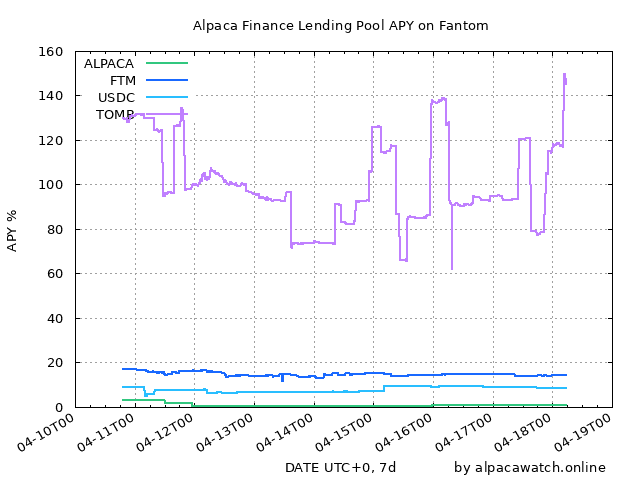 Alpaca Finance Lending Pool APY on Fantom
160
140
120
100
80
60
40
20
0
APY %
ALPACA
FTM
USDC
TOMB
04-10T00
04-11T00
04-12T00
04-13T00
04-14T00
04-15T00
04-16T00
04-17T00
04-18T00
04-19T00
DATE UTC+0, 7d
by alpacawatch.online